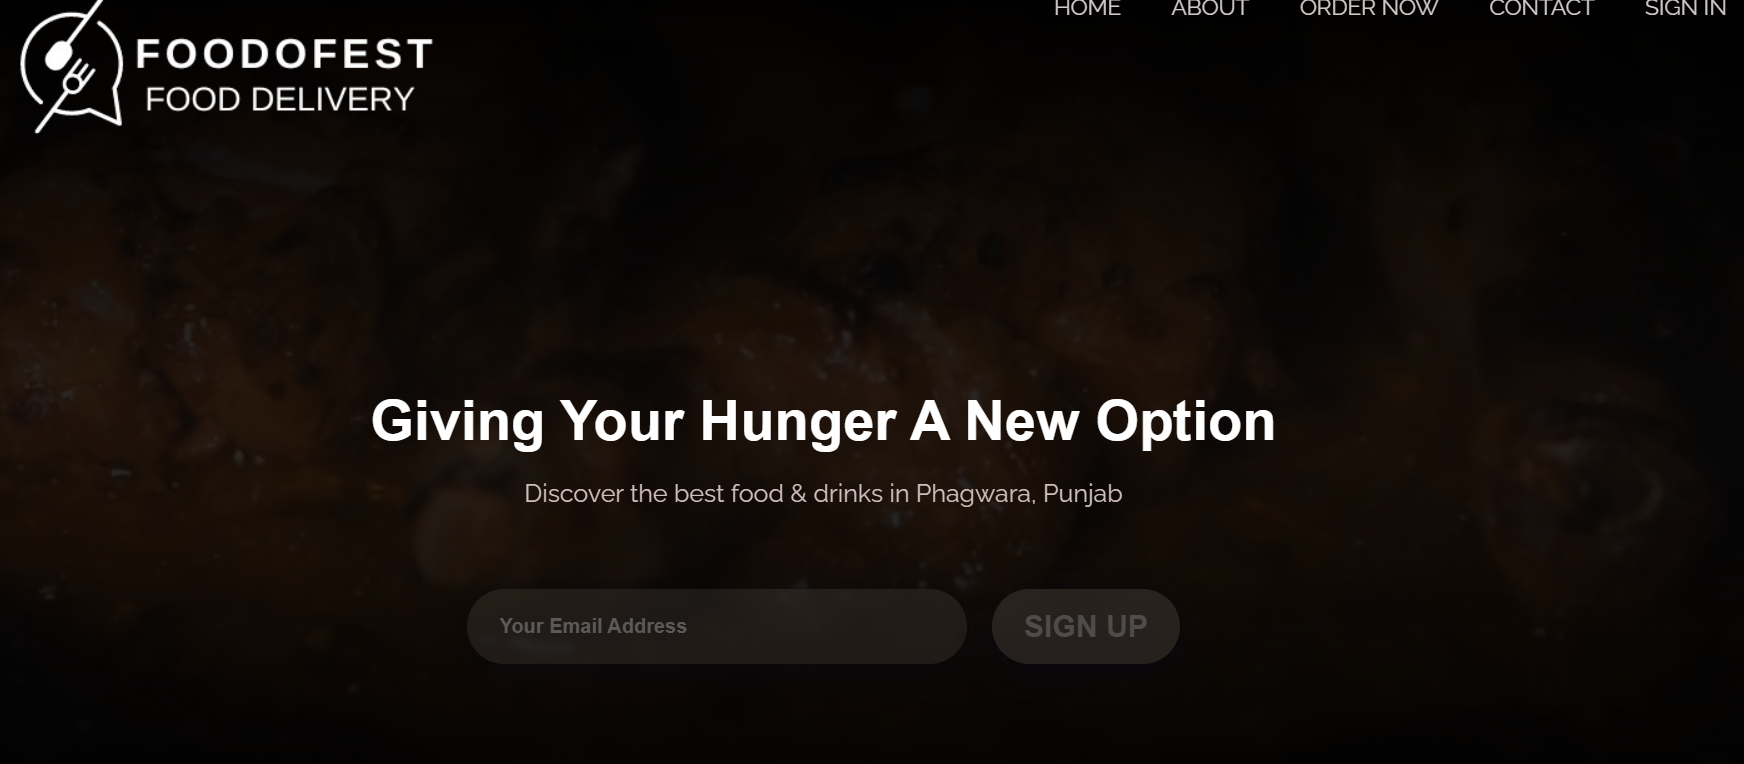 HOME ABOUT ORDER NOW CONTACT SIGN IN
FOODOFEST
FOOD DELIVERY
Giving Your Hunger A New Option
Discover the best food & drinks in Phagwara, Punjab
Your Email Address
SIGN UP